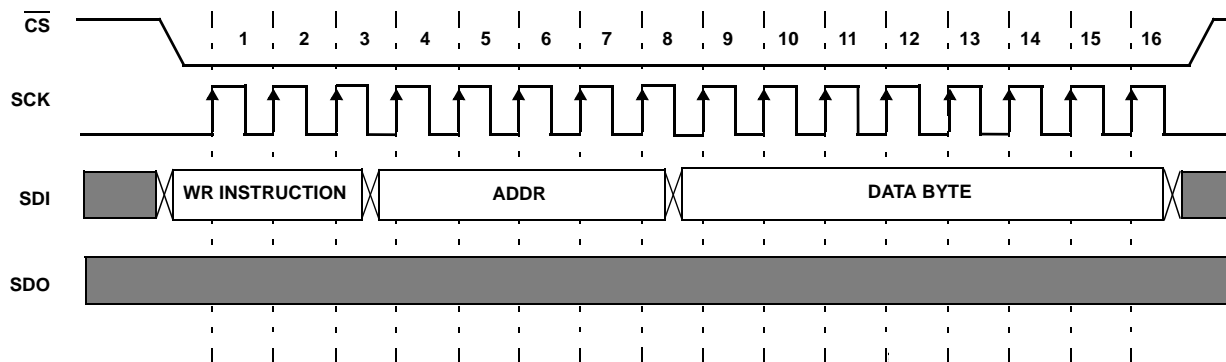 CS
1 2 3 4 5 6 7 8 9 10 11 12 13 14 15 16
SCK
SDI WR INSTRUCTION ADDR DATA BYTE
SDO